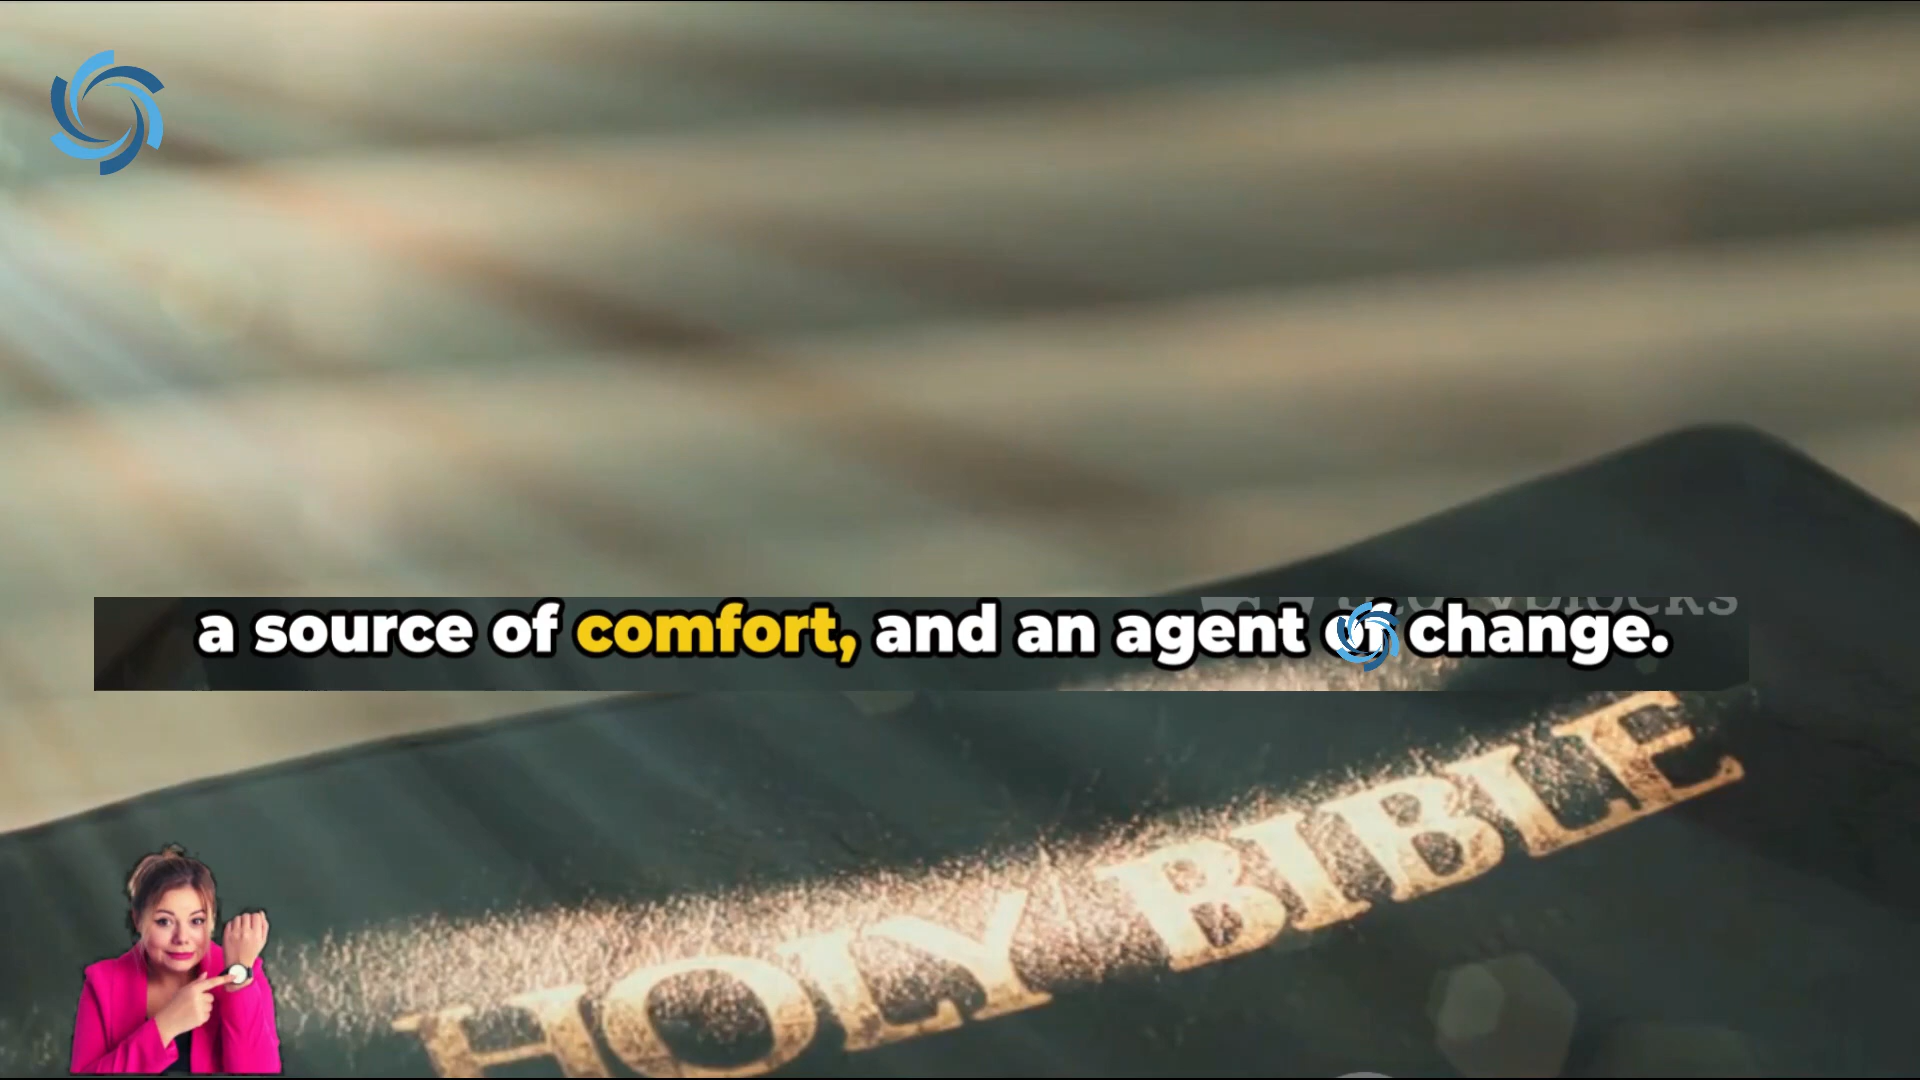 a source of comfort, and an agent of change.
HOLY BIBLE